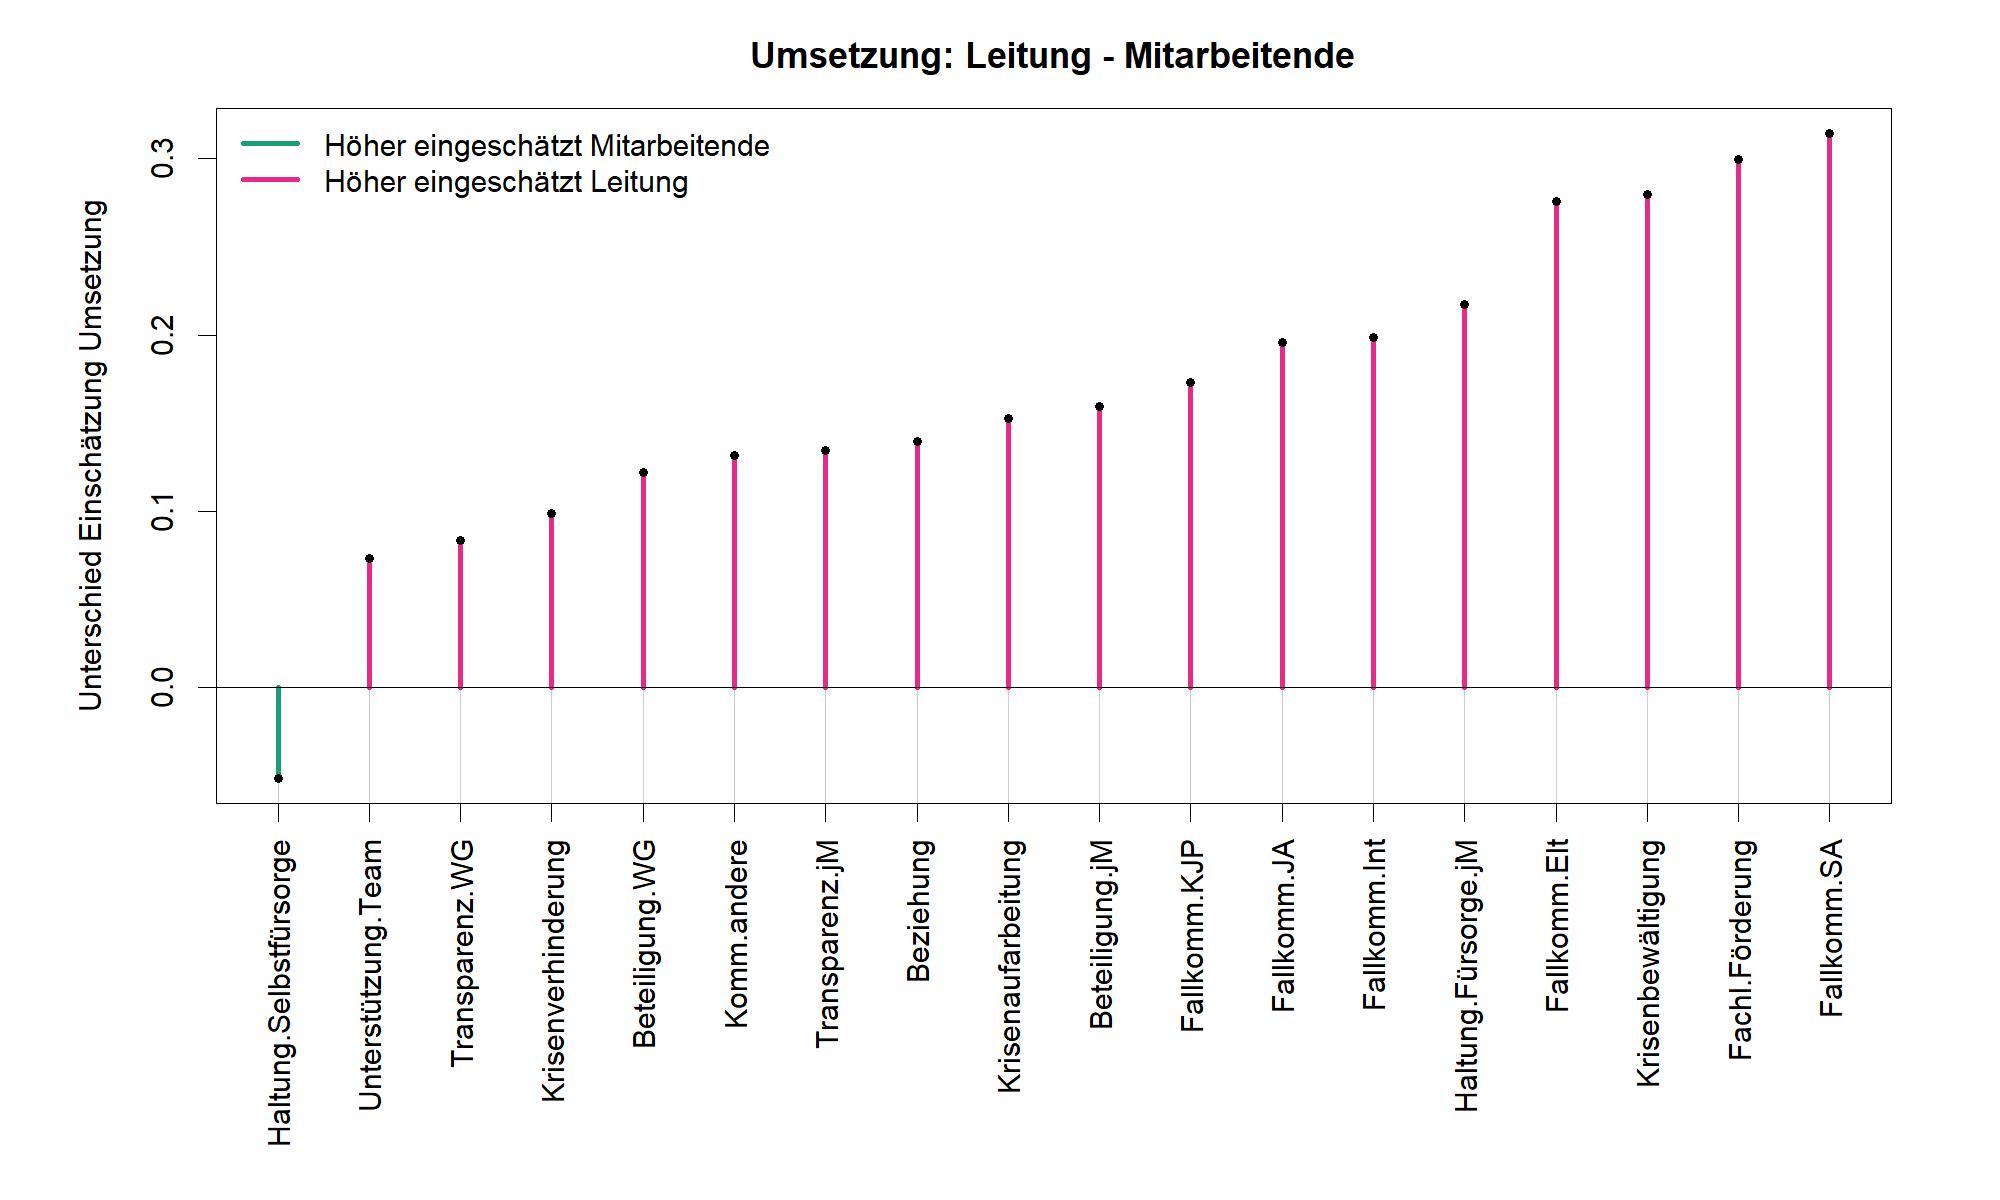 Umsetzung: Leitung - Mitarbeitende
Höher eingeschätzt Mitarbeitende
Höher eingeschätzt Leitung
Unterschied Einschätzung Umsetzung
0.3
0.2
0.1
0.0
Haltung.Selbstfürsorge
Unterstützung.Team
Transparenz.WG
Krisenverhinderung
Beteiligung.WG
Komm.andere
Transparenz.jM
Beziehung
Krisenaufarbeitung
Beteiligung.jM
Fallkomm.KJP
Fallkomm.JA
Fallkomm.Int
Haltung.Fürsorge.jM
Fallkomm.Elt
Krisenbewältigung
Fachl.Förderung
Fallkomm.SA